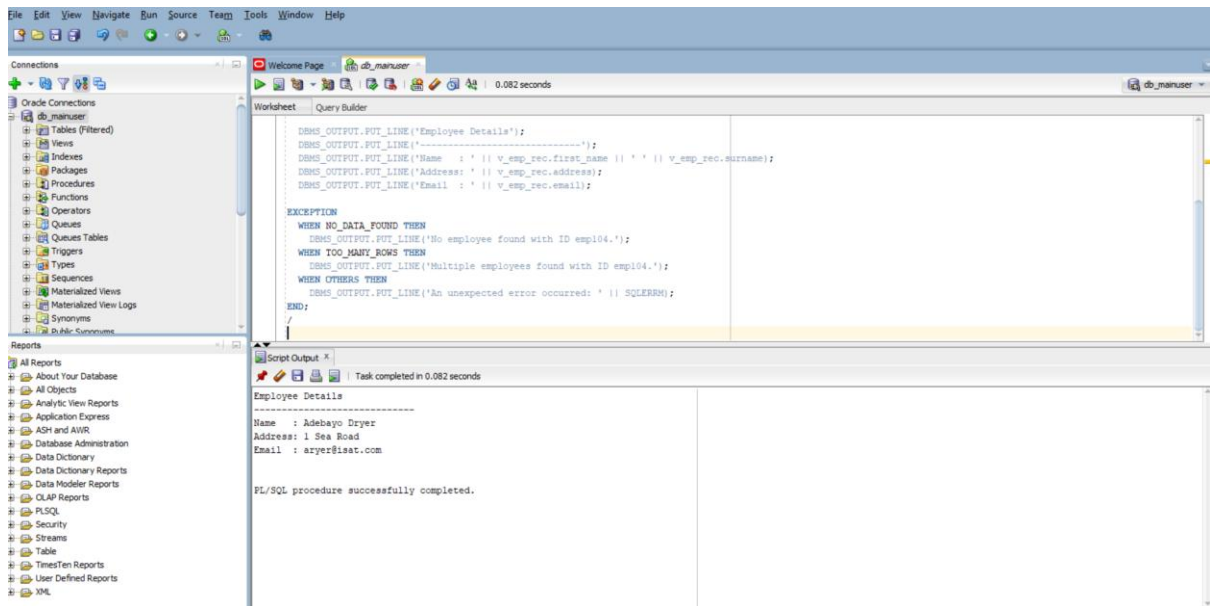 File Edit View Navigate Run Source Team Tools Window Help
Connections
Oracle Connections
db_mainuser
Tables (Filtered)
Views
Indexes
Packages
Procedures
Functions
Operators
Queues
Queues Tables
Triggers
Types
Sequences
Materialized Views
Materialized View Logs
Synonyms
Public Synonyms
Reports
All Reports
About Your Database
All Objects
Analytic View Reports
Application Express
ASH and AWR
Database Administration
Data Dictionary
Data Dictionary Reports
Data Modeler Reports
OLAP Reports
PLSQL
Security
Streams
Table
TimesTen Reports
User Defined Reports
XML
Welcome Page db_mainuser
0.082 seconds
db_mainuser
Worksheet Query Builder
DBMS_OUTPUT.PUT_LINE('Employee Details');
DBMS_OUTPUT.PUT_LINE('-----------------------------');
DBMS_OUTPUT.PUT_LINE('Name   : ' || v_emp_rec.first_name || ' ' || v_emp_rec.surname);
DBMS_OUTPUT.PUT_LINE('Address: ' || v_emp_rec.address);
DBMS_OUTPUT.PUT_LINE('Email  : ' || v_emp_rec.email);
EXCEPTION
WHEN NO_DATA_FOUND THEN
DBMS_OUTPUT.PUT_LINE('No employee found with ID emp104.');
WHEN TOO_MANY_ROWS THEN
DBMS_OUTPUT.PUT_LINE('Multiple employees found with ID emp104.');
WHEN OTHERS THEN
DBMS_OUTPUT.PUT_LINE('An unexpected error occurred: ' || SQLERRM);
END;
/
Script Output
Task completed in 0.082 seconds
Employee Details
-----------------------------
Name   : Adebayo Dryer
Address: 1 Sea Road
Email  : aryer@isat.com
PL/SQL procedure successfully completed.